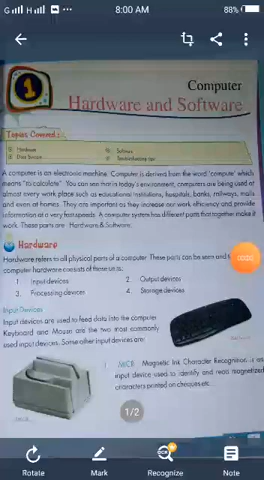 G H
8:00 AM
88%
1
Computer
Hardware and Software
Topics Covered:
Hardware
Software
Data Storage
Troubleshooting tips
A computer is an electronic machine. Computer is derived from the word 'compute' which
means "to calculate". You can see that in today's environment, computers are being used at
almost every work place such as educational institutions, hospitals, banks, railways, malls
and even at homes. They are important as they increase our work efficiency and provide
information at a very fast speeds. A computer system has different parts that together make it
work. These parts are - Hardware & Software.
Hardware
Hardware refers to all physical parts of a computer. These parts can be seen and
computer hardware consists of three units:
1. Input devices
2. Output devices
3. Processing devices
4. Storage devices
Input Devices
Input devices are used to feed data into the computer.
Keyboard and Mouse are the two most commonly
used input devices. Some other input devices are:
MICR: Magnetic Ink Character Recognition is an
input device used to identify and read magnetized
characters printed on cheques etc.
1/2
Rotate
Mark
Recognize
Note